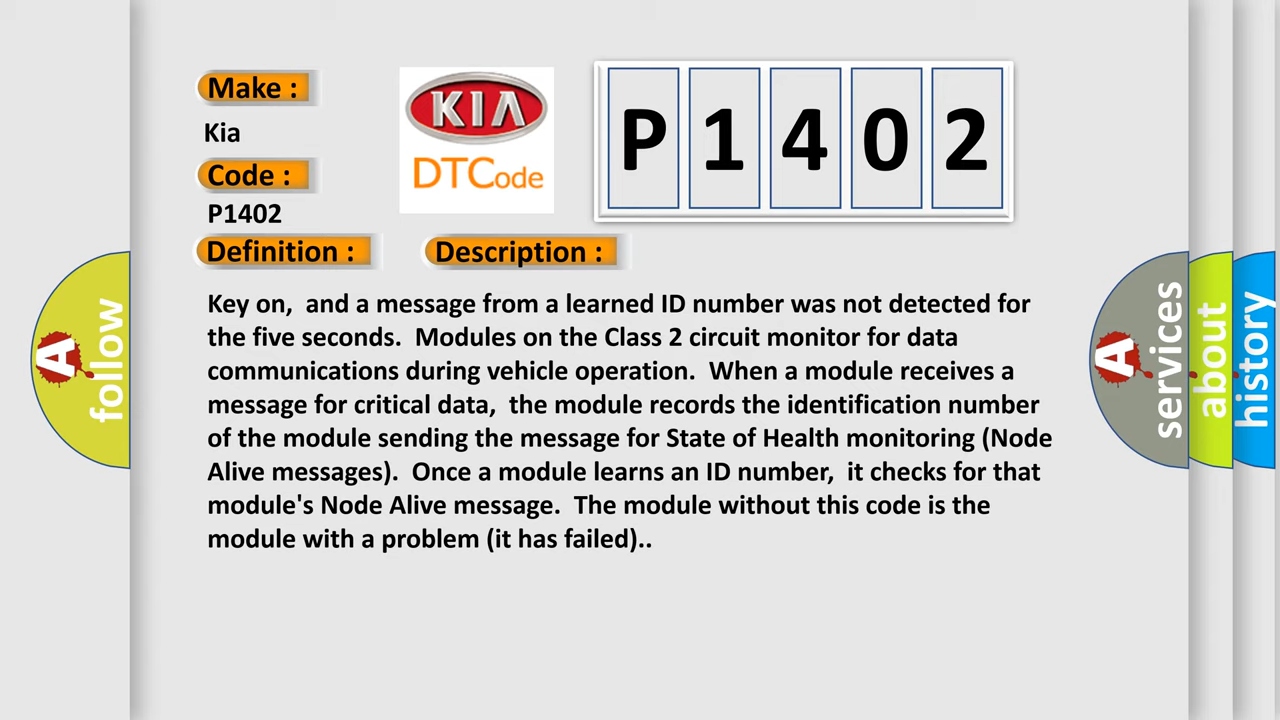 Make :
Kia
Code :
P1402
Definition :
Description :
KIA
DTCode
P1402
Key on,  and a message from a learned ID number was not detected for
the five seconds  Modules on the Class 2 circuit monitor for data
communications during vehicle operation  When a module receives a
message for critical data,  the module records the identification number
of the module sending the message for State of Health monitoring (Node
Alive messages)  Once a module learns an ID number,  it checks for that
module's Node Alive message  The module without this code is the
module with a problem (it has failed)..
A
follow
A
services
about
history